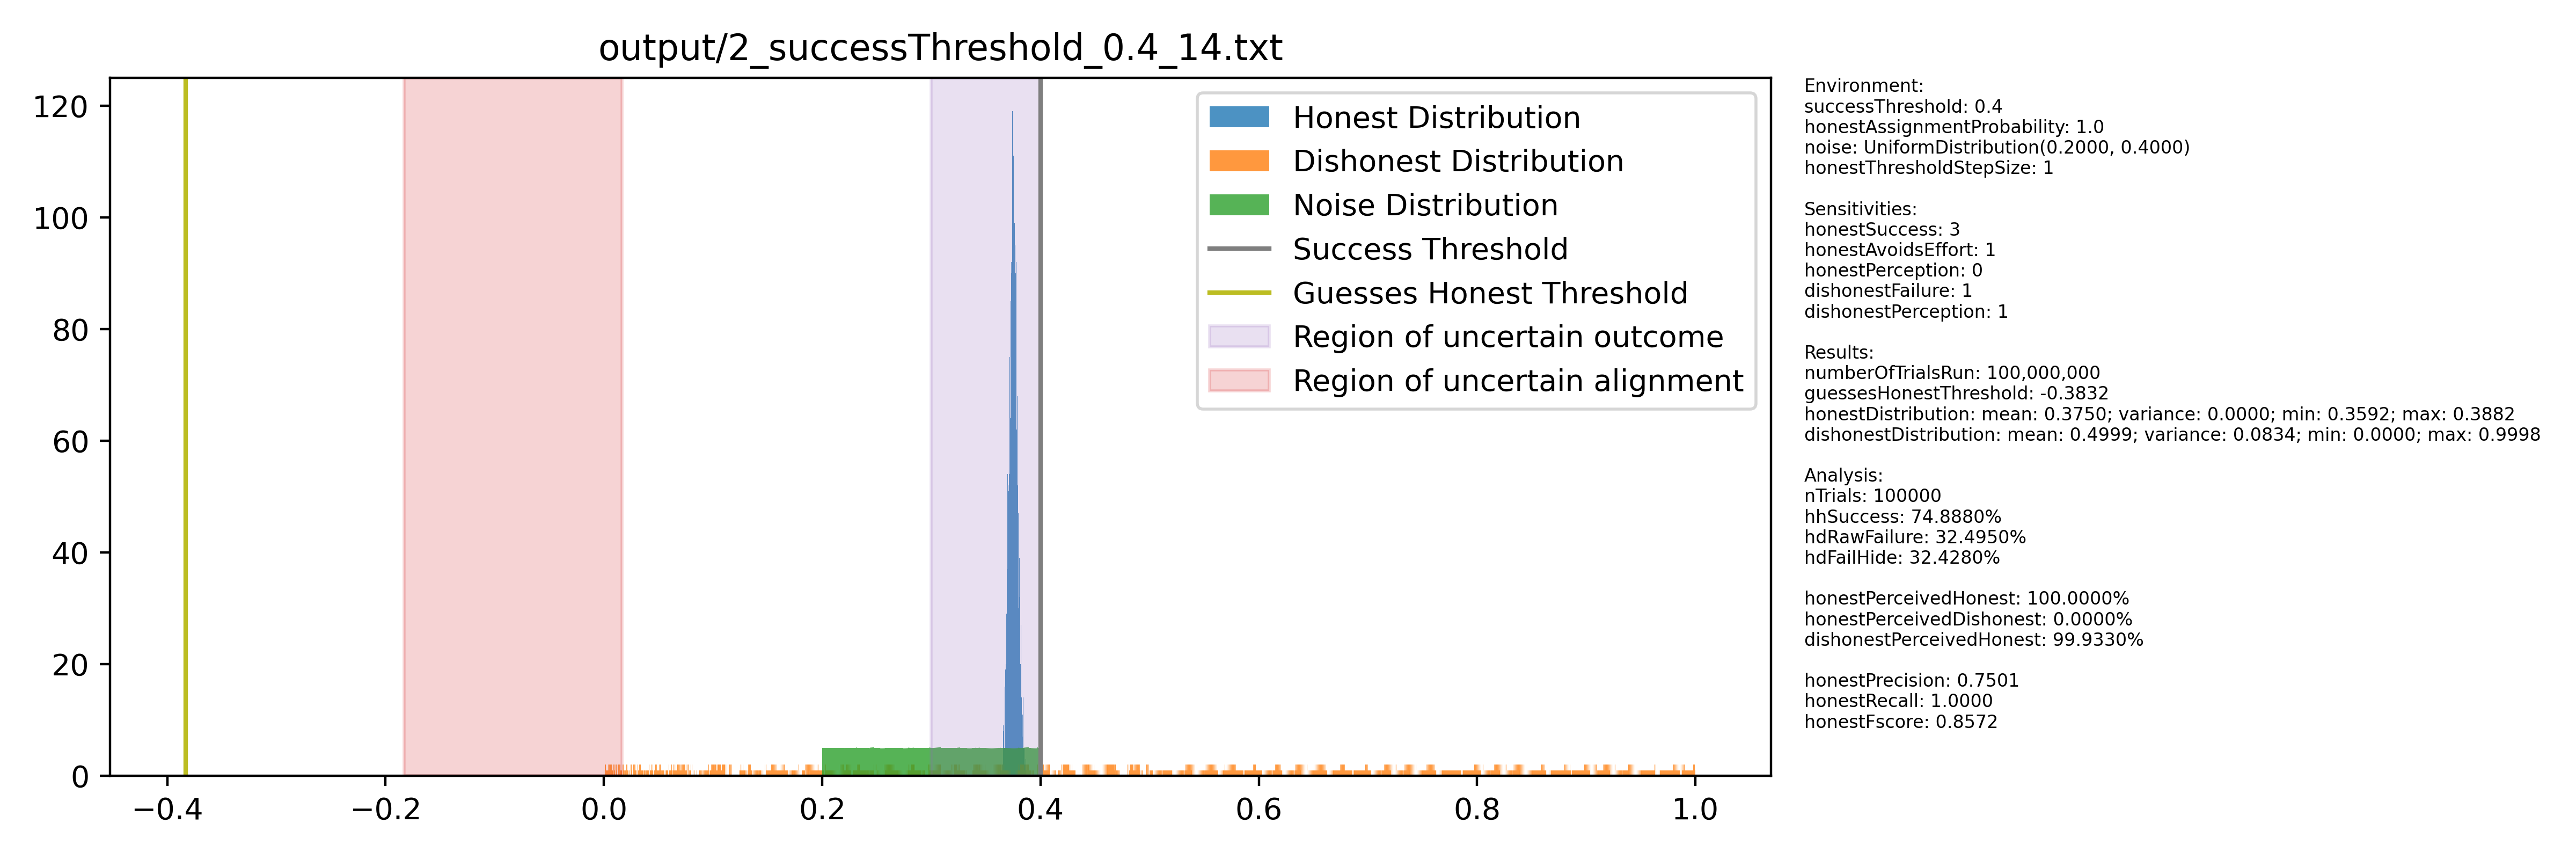 output/2_successThreshold_0.4_14.txt
120
100
80
60
40
20
0
−0.4
−0.2
0.0
0.2
0.4
0.6
0.8
1.0
Honest Distribution
Dishonest Distribution
Noise Distribution
Success Threshold
Guesses Honest Threshold
Region of uncertain outcome
Region of uncertain alignment
Environment:
successThreshold: 0.4
honestAssignmentProbability: 1.0
noise: UniformDistribution(0.2000, 0.4000)
honestThresholdStepSize: 1
Sensitivities:
honestSuccess: 3
honestAvoidsEffort: 1
honestPerception: 0
dishonestFailure: 1
dishonestPerception: 1
Results:
numberOfTrialsRun: 100,000,000
guessesHonestThreshold: -0.3832
honestDistribution: mean: 0.3750; variance: 0.0000; min: 0.3592; max: 0.3882
dishonestDistribution: mean: 0.4999; variance: 0.0834; min: 0.0000; max: 0.9998
Analysis:
nTrials: 100000
hhSuccess: 74.8880%
hdRawFailure: 32.4950%
hdFailHide: 32.4280%
honestPerceivedHonest: 100.0000%
honestPerceivedDishonest: 0.0000%
dishonestPerceivedHonest: 99.9330%
honestPrecision: 0.7501
honestRecall: 1.0000
honestFscore: 0.8572